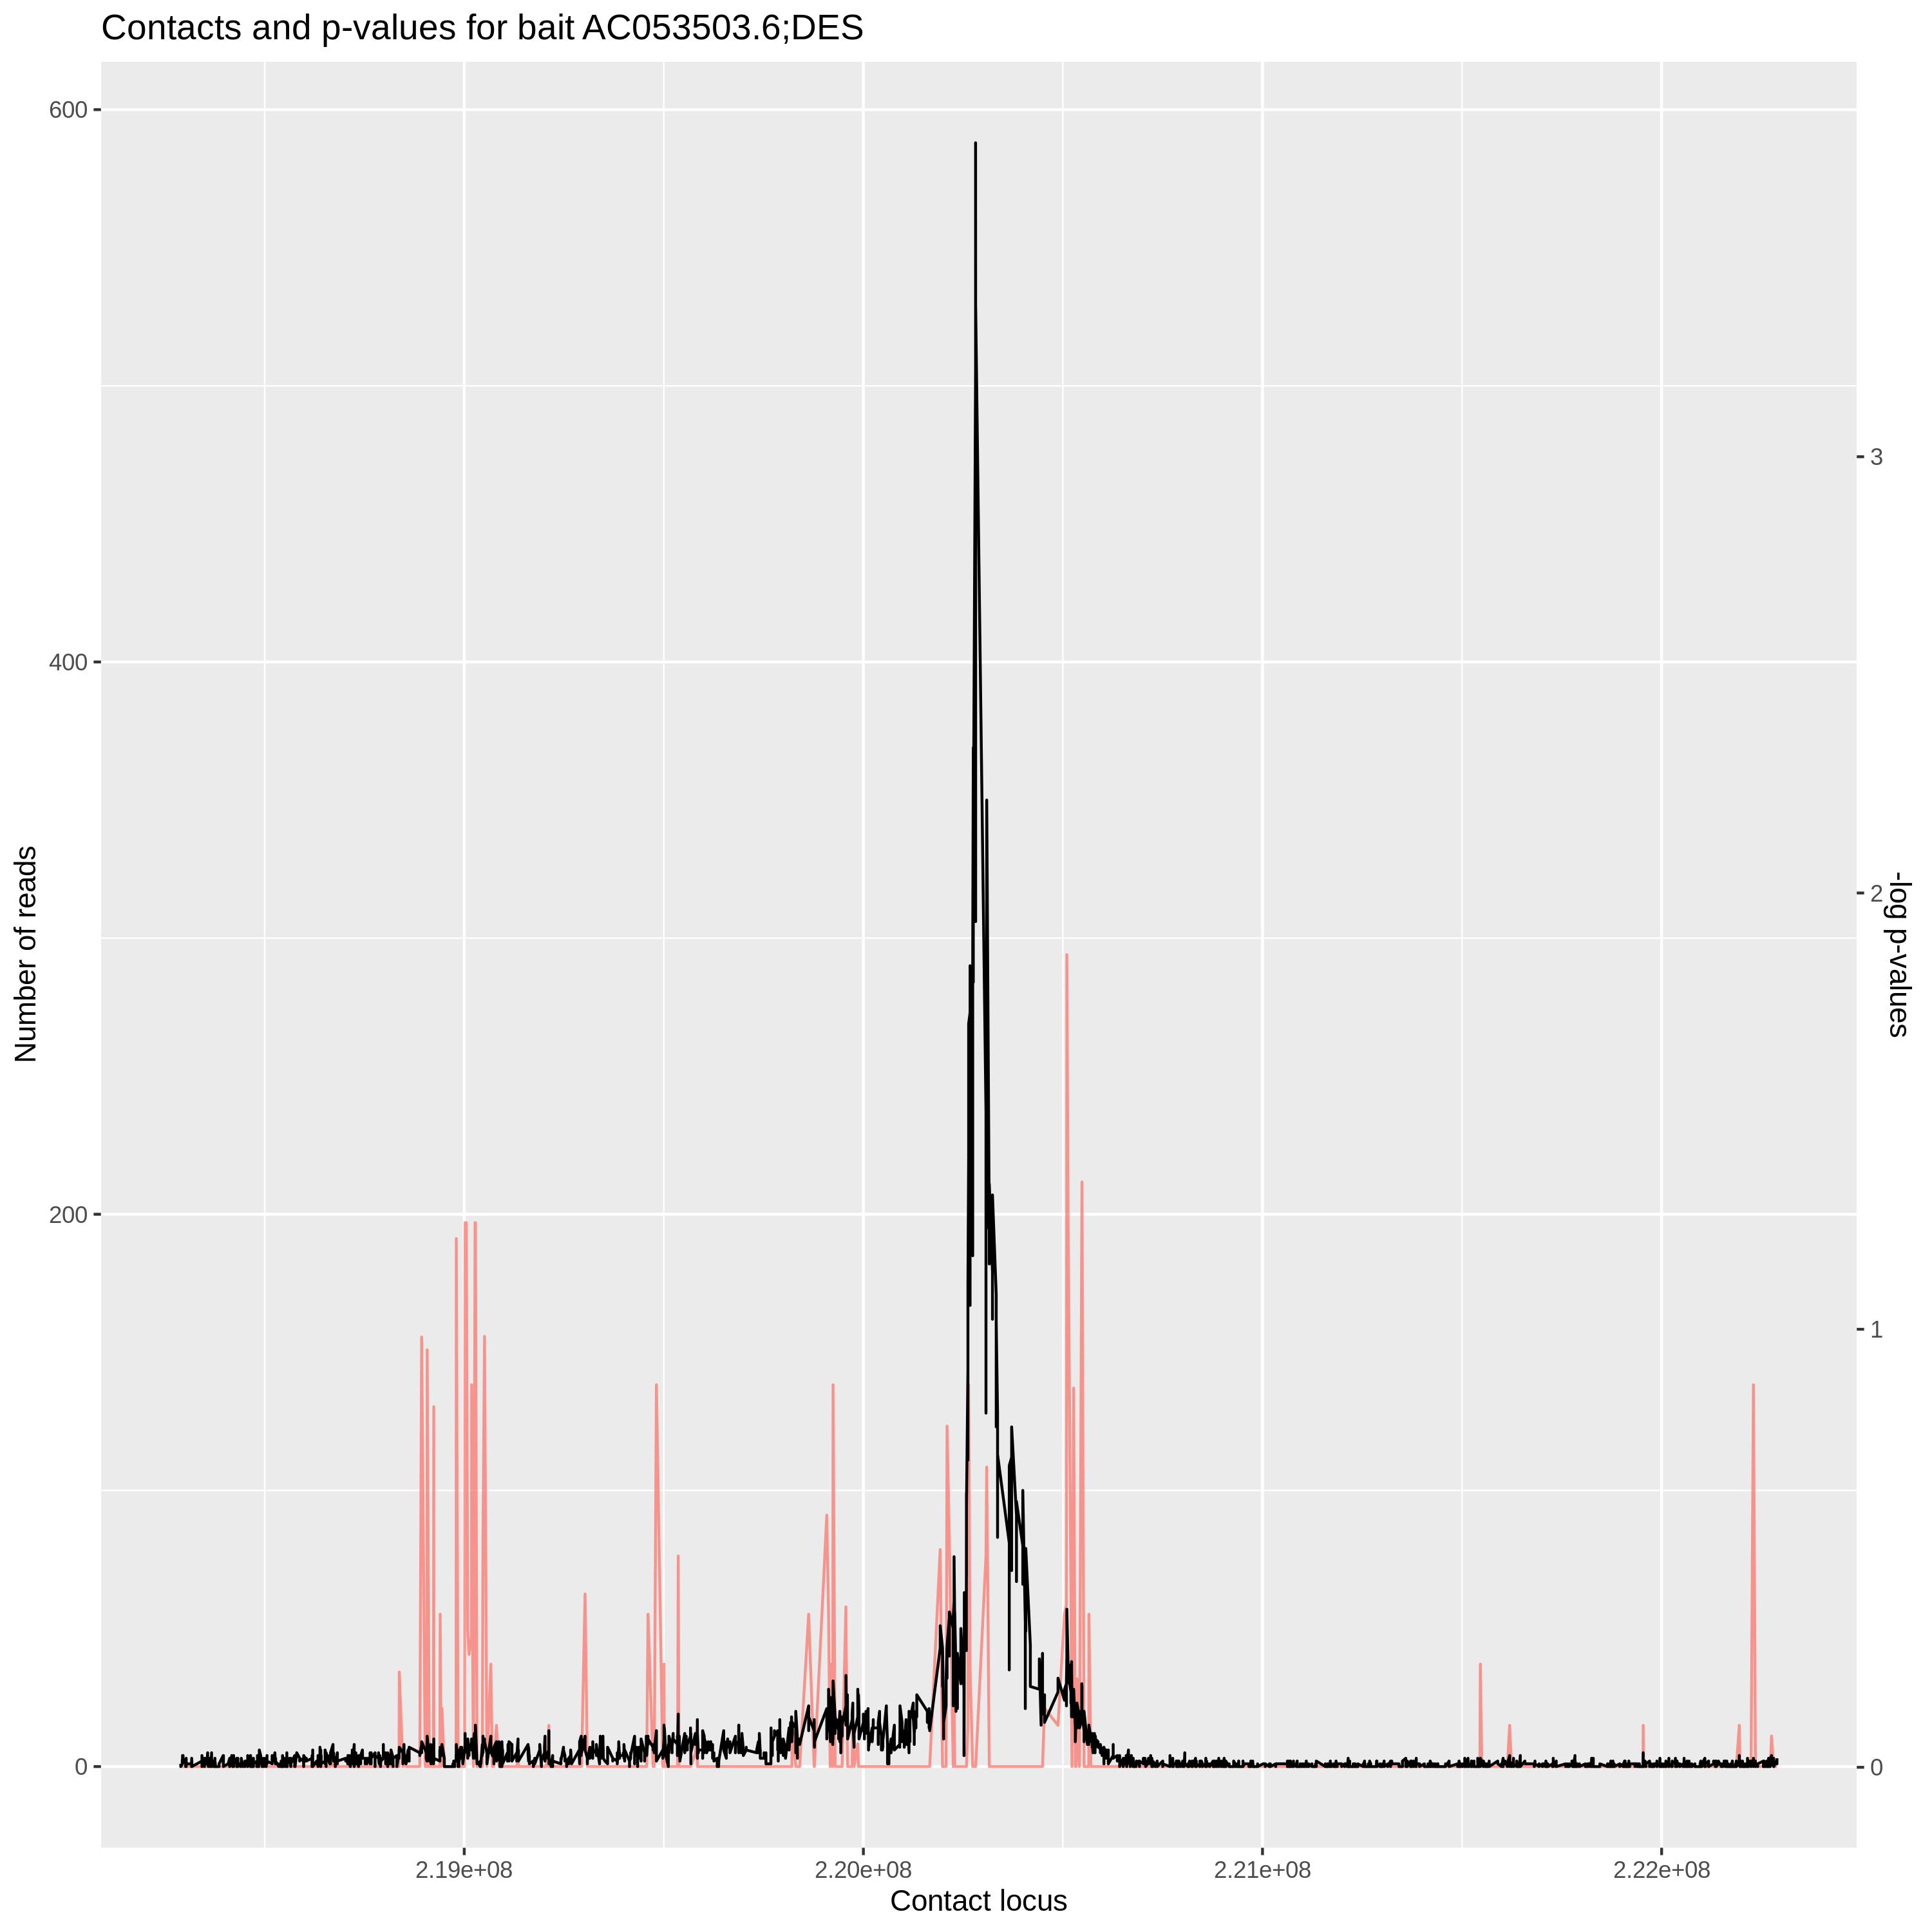 Contacts and p-values for bait AC053503.6;DES
600
400
200
0
Number of reads
3
2
1
0
-log p-values
2.19e+08
2.20e+08
2.21e+08
2.22e+08
Contact locus